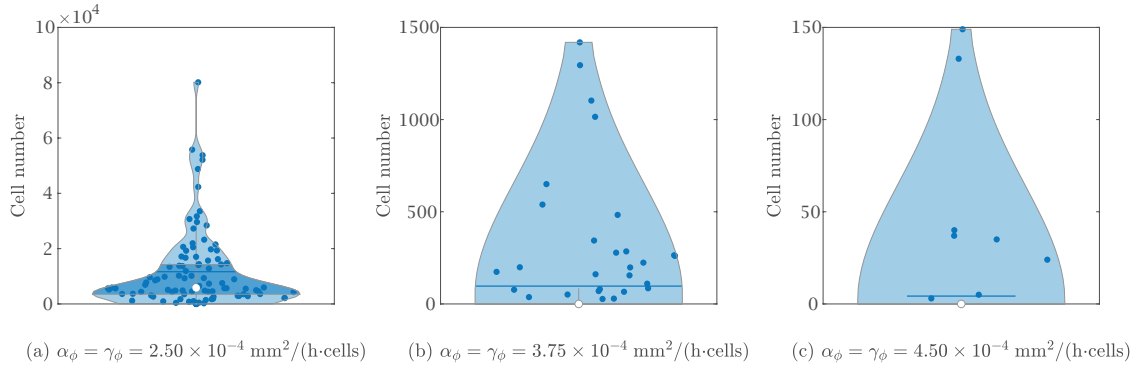 ×10⁴
10
8
6
4
2
0
Cell number
(a) α_ϕ = γ_ϕ = 2.50 × 10⁻⁴ mm²/(h·cells)
1500
1000
500
0
Cell number
(b) α_ϕ = γ_ϕ = 3.75 × 10⁻⁴ mm²/(h·cells)
150
100
50
0
Cell number
(c) α_ϕ = γ_ϕ = 4.50 × 10⁻⁴ mm²/(h·cells)